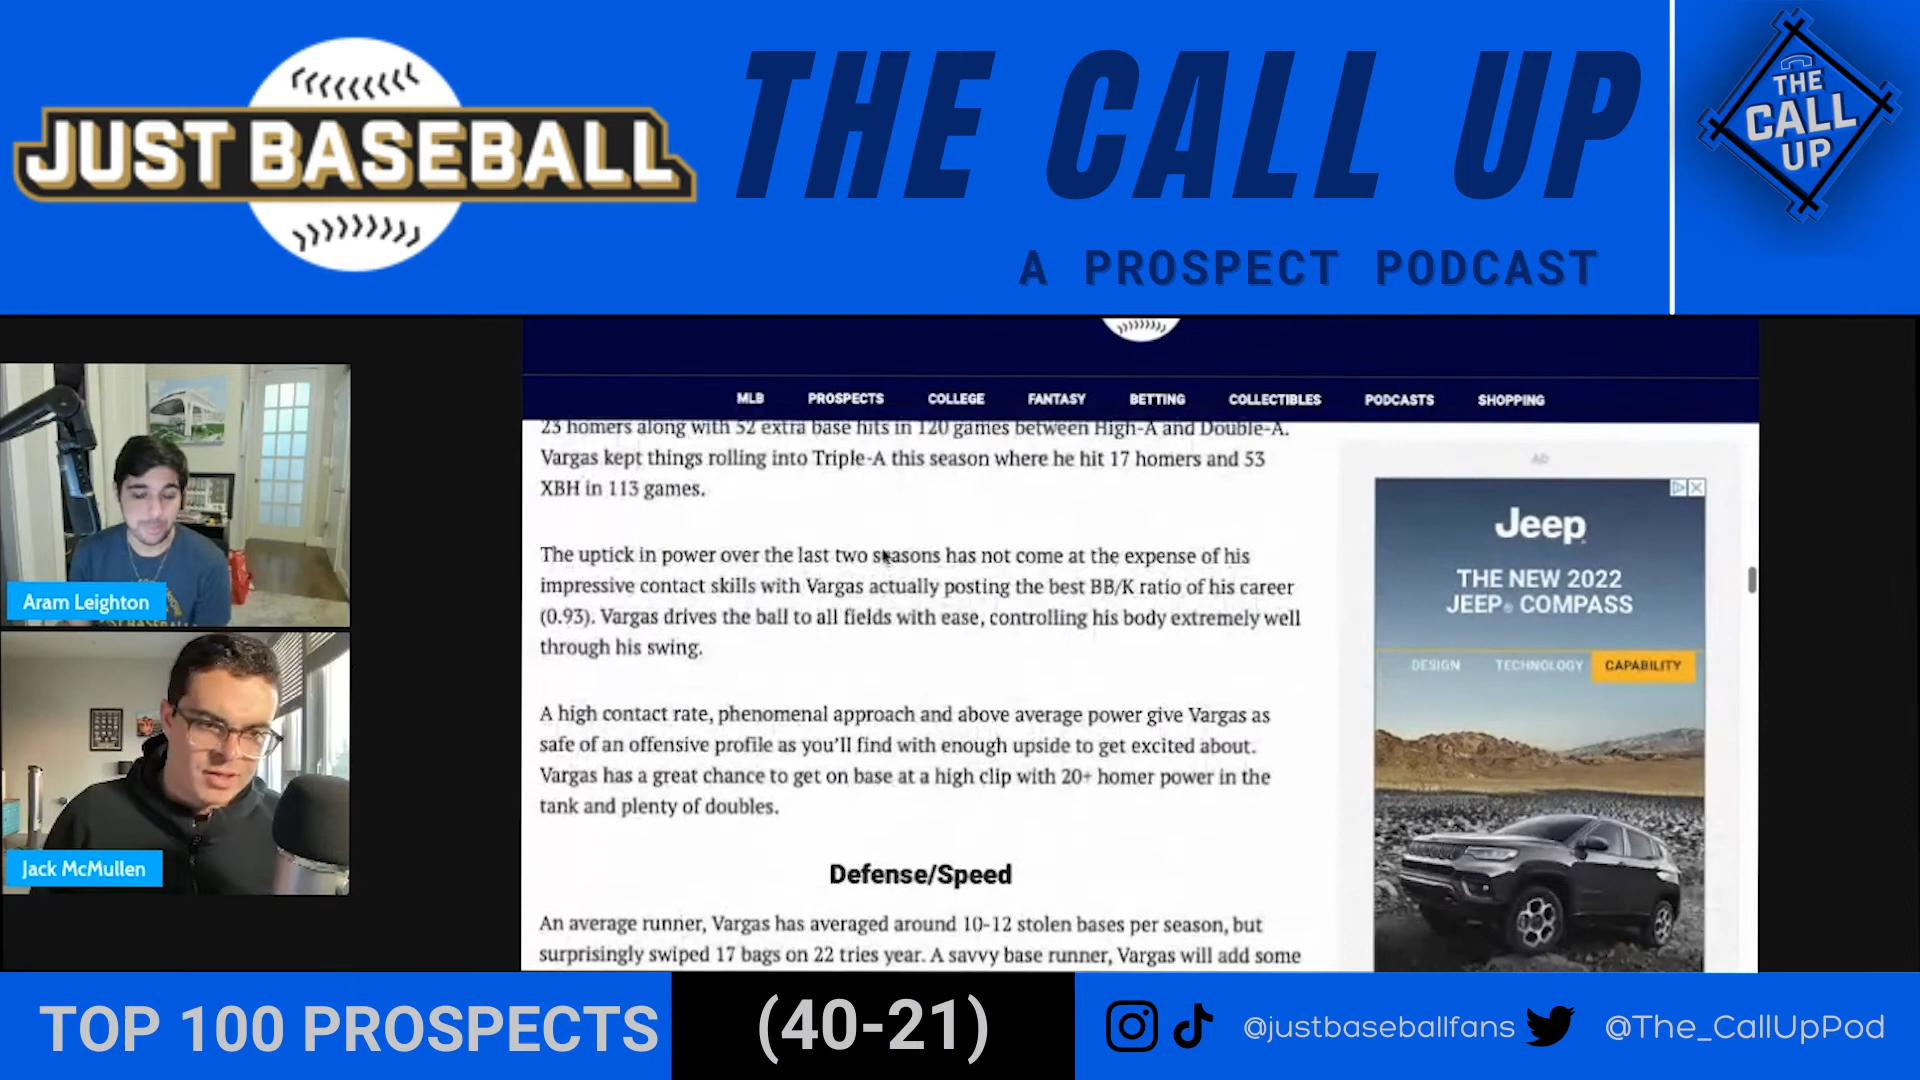 JUST BASEBALL
THE CALL UP
A PROSPECT PODCAST
THE
CALL
UP
MLB PROSPECTS COLLEGE FANTASY BETTING COLLECTIBLES PODCASTS SHOPPING
23 homers along with 52 extra base hits in 120 games between High-A and Double-A.
Vargas kept things rolling into Triple-A this season where he hit 17 homers and 53
XBH in 113 games.
The uptick in power over the last two seasons has not come at the expense of his
impressive contact skills with Vargas actually posting the best BB/K ratio of his career
(0.93). Vargas drives the ball to all fields with ease, controlling his body extremely well
through his swing.
A high contact rate, phenomenal approach and above average power give Vargas as
safe of an offensive profile as you'll find with enough upside to get excited about.
Vargas has a great chance to get on base at a high clip with 20+ homer power in the
tank and plenty of doubles.
Defense/Speed
An average runner, Vargas has averaged around 10-12 stolen bases per season, but
surprisingly swiped 17 bags on 22 tries year. A savvy base runner, Vargas will add some
Ad
Jeep
THE NEW 2022
JEEP® COMPASS
DESIGN TECHNOLOGY CAPABILITY
Aram Leighton
Jack McMullen
TOP 100 PROSPECTS
(40-21)
@justbaseballfans
@The_CallUpPod